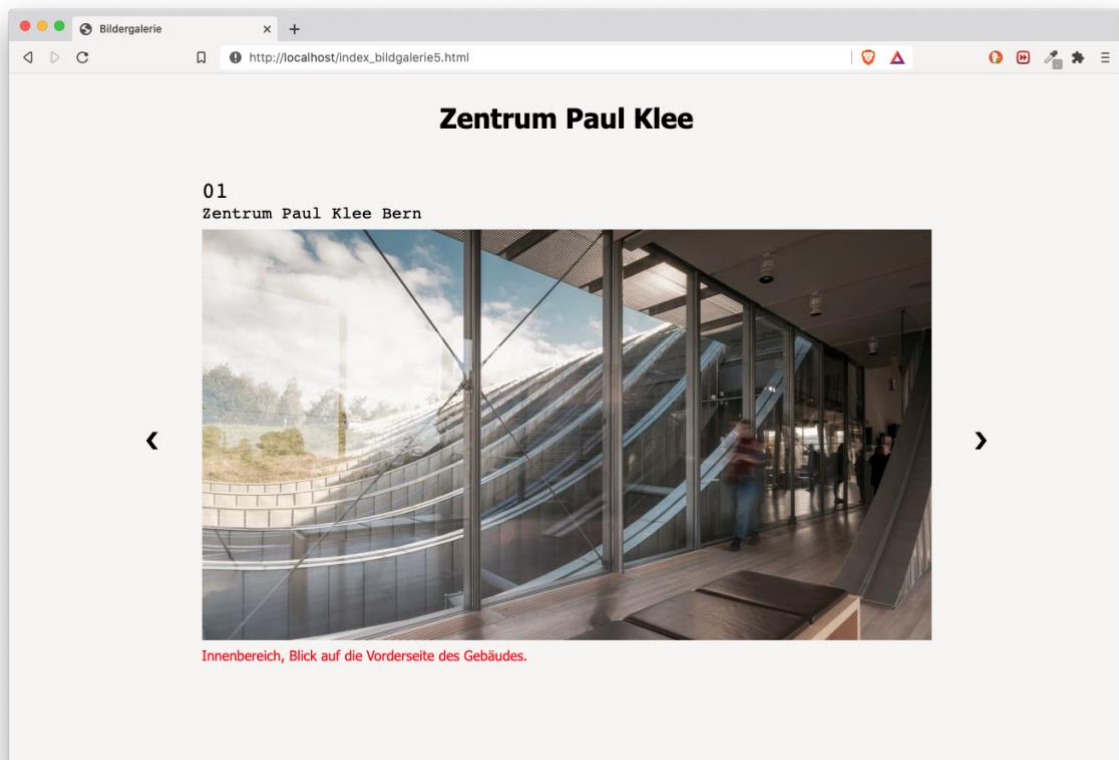 Bildergalerie
http://localhost/index_bildgalerie5.html
Zentrum Paul Klee
01
Zentrum Paul Klee Bern
Innenbereich, Blick auf die Vorderseite des Gebäudes.